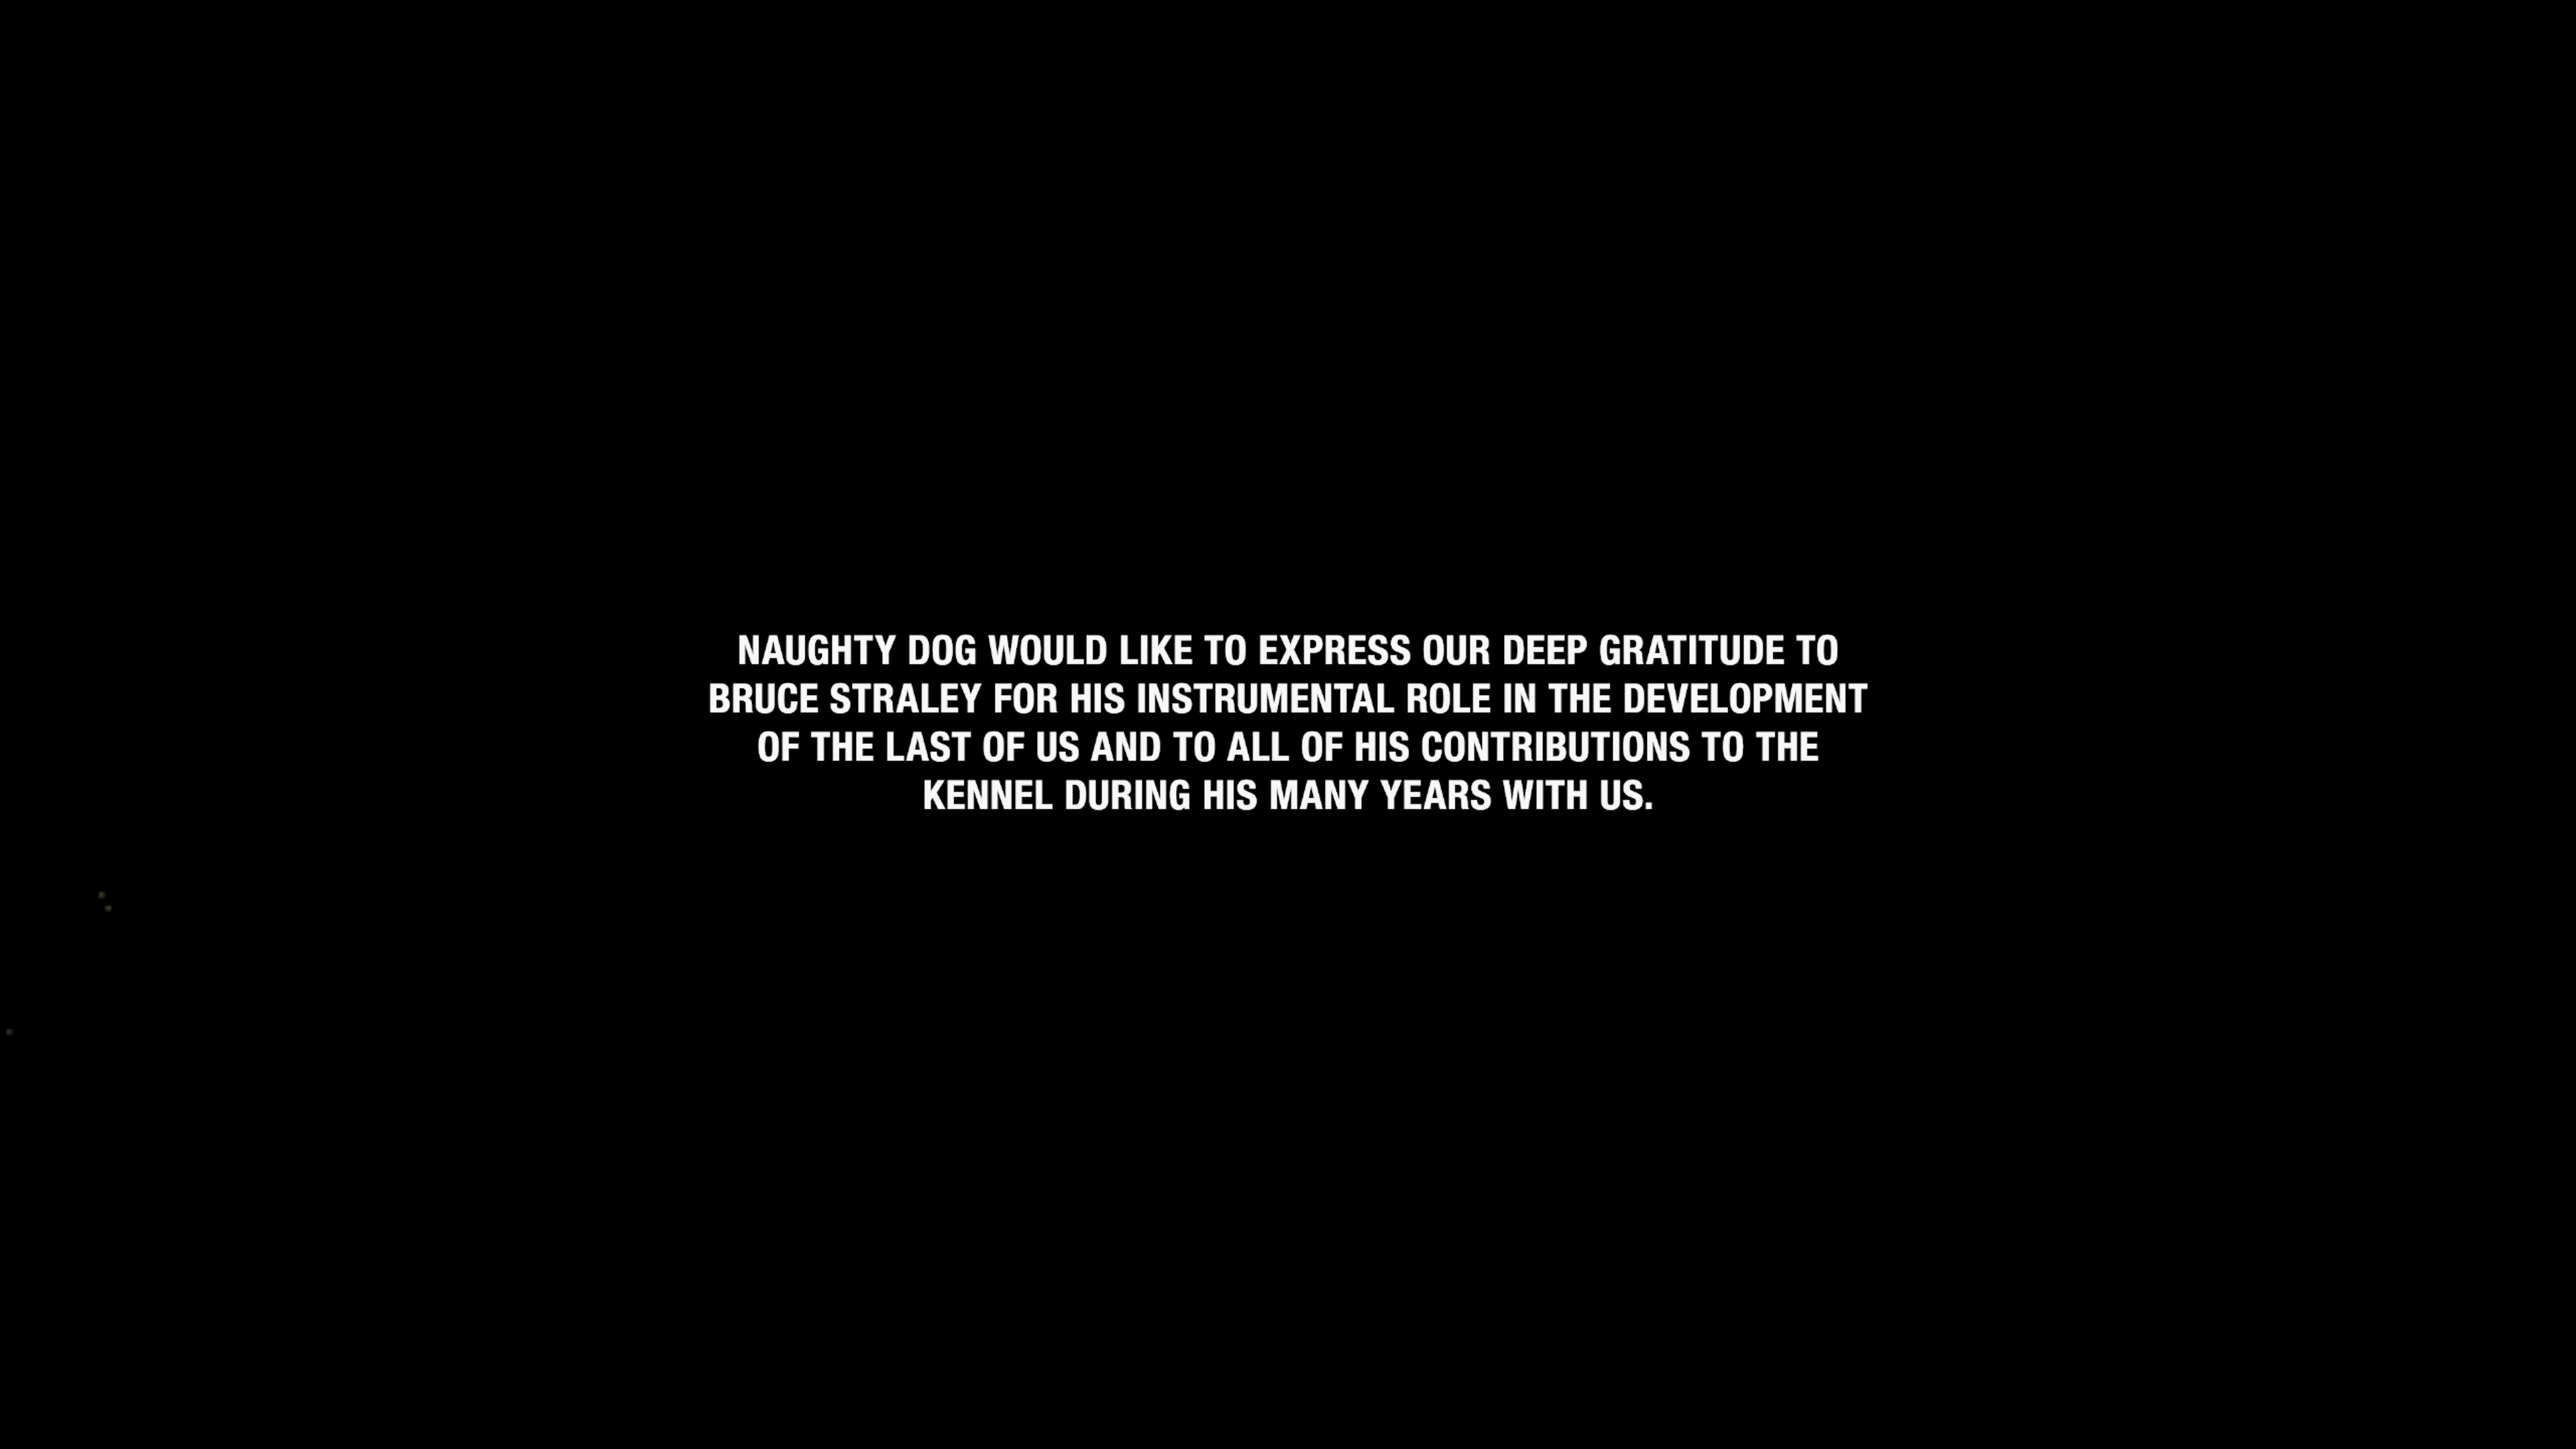 NAUGHTY DOG WOULD LIKE TO EXPRESS OUR DEEP GRATITUDE TO
BRUCE STRALEY FOR HIS INSTRUMENTAL ROLE IN THE DEVELOPMENT
OF THE LAST OF US AND TO ALL OF HIS CONTRIBUTIONS TO THE
KENNEL DURING HIS MANY YEARS WITH US.